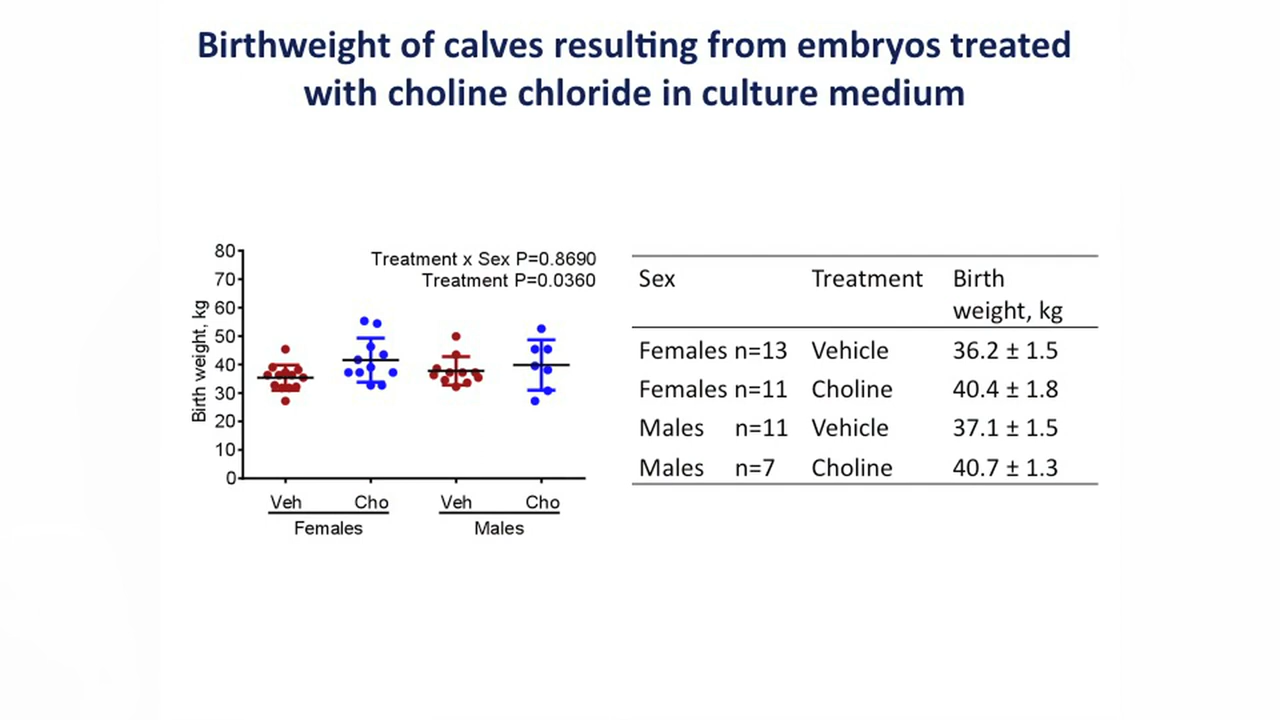 Birthweight of calves resulting from embryos treated
with choline chloride in culture medium
Treatment x Sex P=0.8690
Treatment P=0.0360
Birth weight, kg
80
70
60
50
40
30
20
10
0
Veh Cho Veh Cho
Females Males
Sex Treatment Birth
weight, kg
Females n=13 Vehicle 36.2 ± 1.5
Females n=11 Choline 40.4 ± 1.8
Males n=11 Vehicle 37.1 ± 1.5
Males n=7 Choline 40.7 ± 1.3